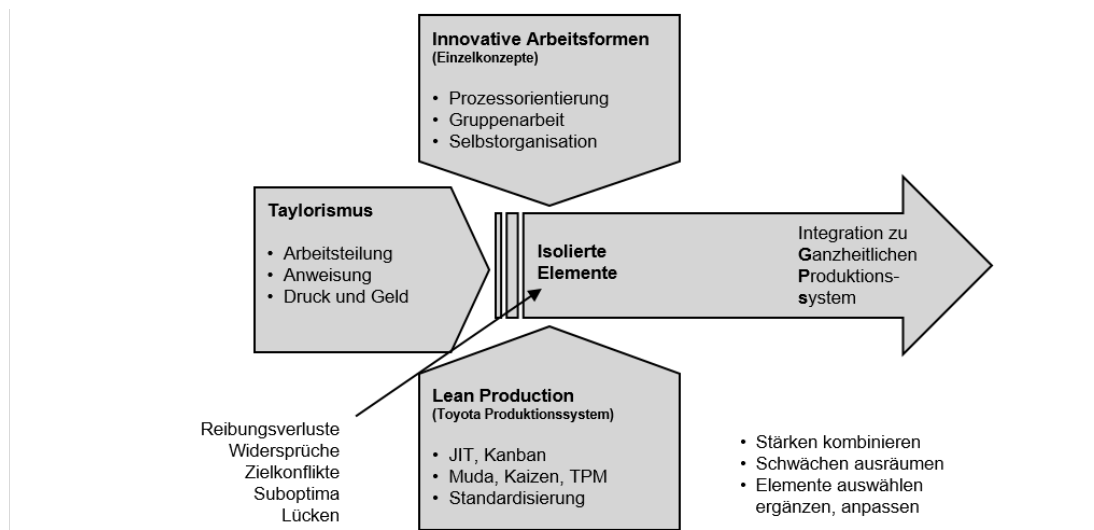 Innovative Arbeitsformen
(Einzelkonzepte)
• Prozessorientierung
• Gruppenarbeit
• Selbstorganisation
Taylorismus
• Arbeitsteilung
• Anweisung
• Druck und Geld
Isolierte
Elemente
Integration zu
Ganzheitlichen
Produktions-
system
Lean Production
(Toyota Produktionssystem)
• JIT, Kanban
• Muda, Kaizen, TPM
• Standardisierung
Reibungsverluste
Widersprüche
Zielkonflikte
Suboptima
Lücken
• Stärken kombinieren
• Schwächen ausräumen
• Elemente auswählen
ergänzen, anpassen